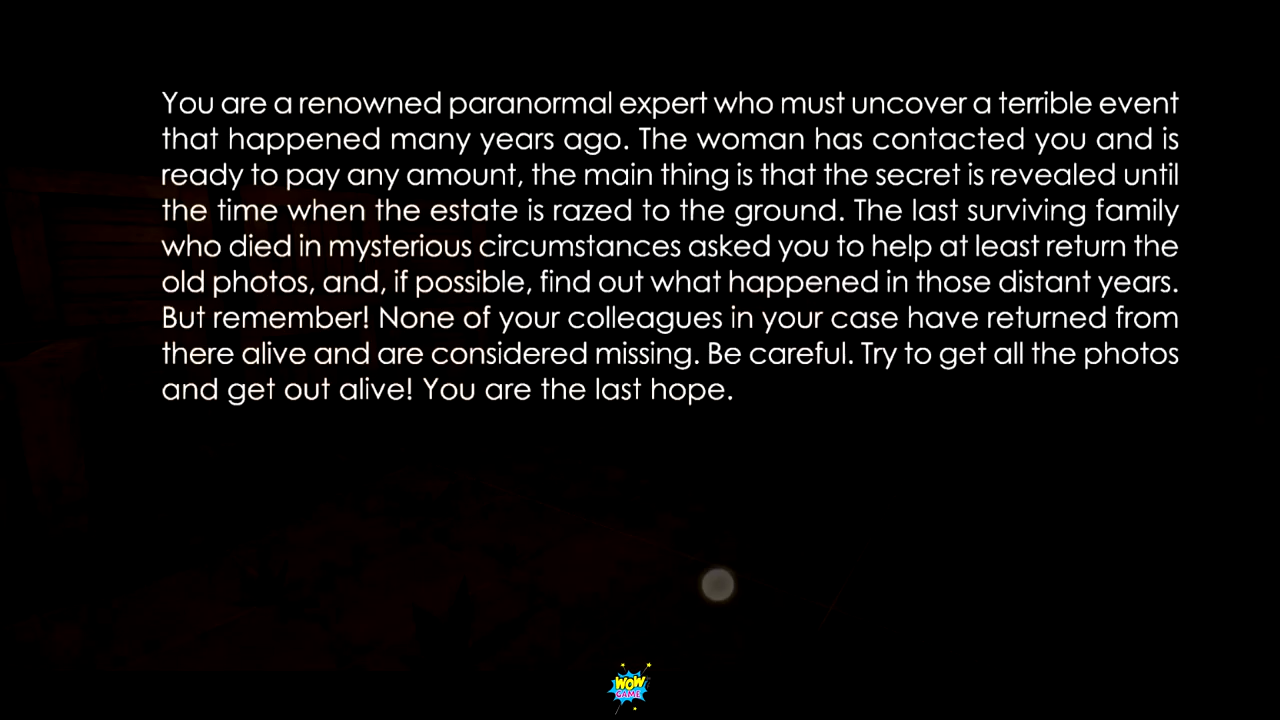 You are a renowned paranormal expert who must uncover a terrible event
that happened many years ago. The woman has contacted you and is
ready to pay any amount, the main thing is that the secret is revealed until
the time when the estate is razed to the ground. The last surviving family
who died in mysterious circumstances asked you to help at least return the
old photos, and, if possible, find out what happened in those distant years.
But remember! None of your colleagues in your case have returned from
there alive and are considered missing. Be careful. Try to get all the photos
and get out alive! You are the last hope.
WOW
GAME